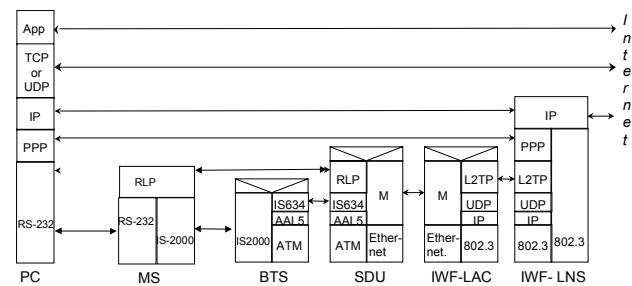 App
TCP
or
UDP
IP
PPP
RS-232
PC
RLP
RS-232
IS-2000
MS
IS2000
IS634
AAL5
ATM
BTS
RLP
IS634
AAL5
ATM
M
Ether-
net
SDU
M
Ether-
net.
L2TP
UDP
IP
802.3
IWF-LAC
IP
PPP
L2TP
UDP
IP
802.3
802.3
IWF- LNS
Internet